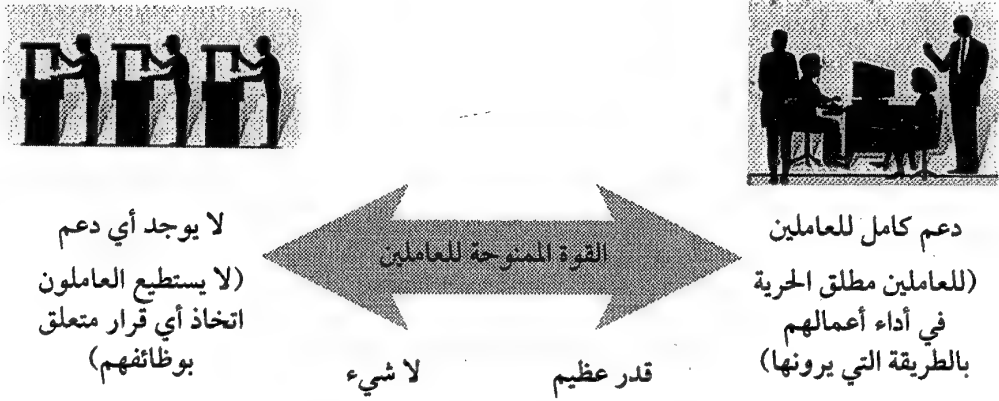 دعم كامل للعاملين
(للعاملين مطلق الحرية
في أداء أعمالهم
بالطريقة التي يرونها)
القوة الممنوحة للعاملين
لا يوجد أي دعم
(لا يستطيع العاملون
اتخاذ أي قرار متعلق
بوظائفهم)
قدر عظيم
لا شيء